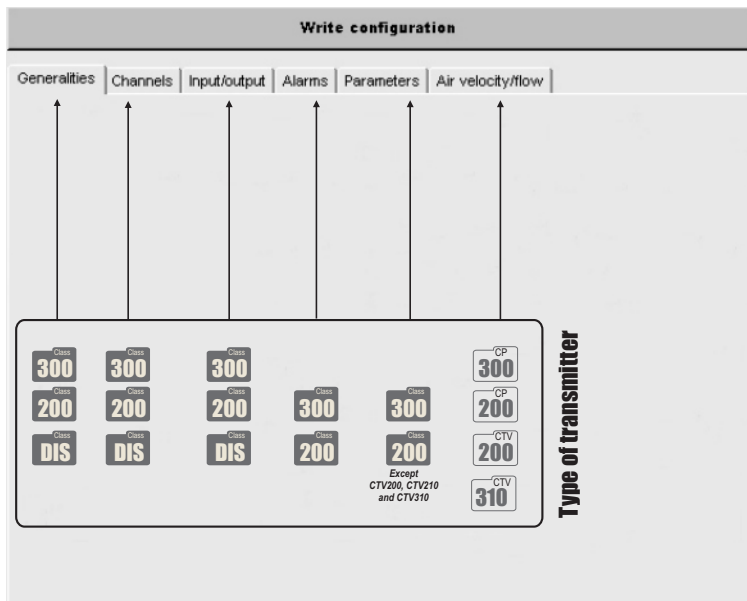 Write configuration
Generalities Channels Input/output Alarms Parameters Air velocity/flow
Class Class Class CP
300 300 300 300
Class Class Class Class Class CP
200 200 200 300 300 200
Class Class Class Class Class CTV
DIS DIS DIS 200 200 200
Except
CTV200, CTV210
and CTV310
CTV
310
Type of transmitter